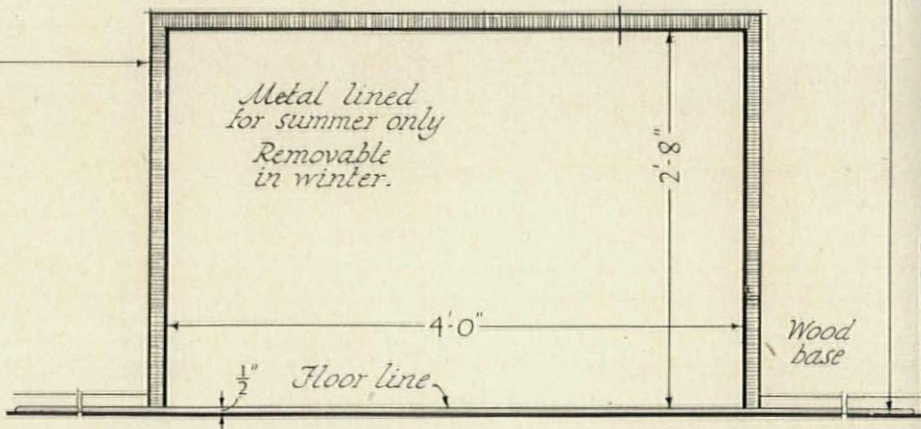 Metal lined
for summer only
Removable
in winter.
2'-8"
4'-0"
Wood
base
1/2"
Floor line